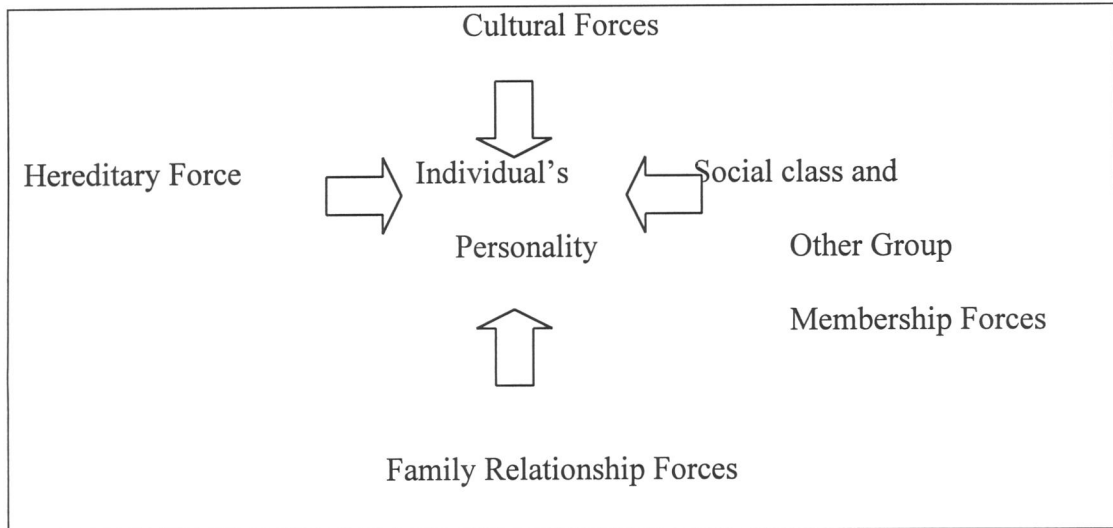 Cultural Forces
Hereditary Force
Individual's
Personality
Social class and
Other Group
Membership Forces
Family Relationship Forces